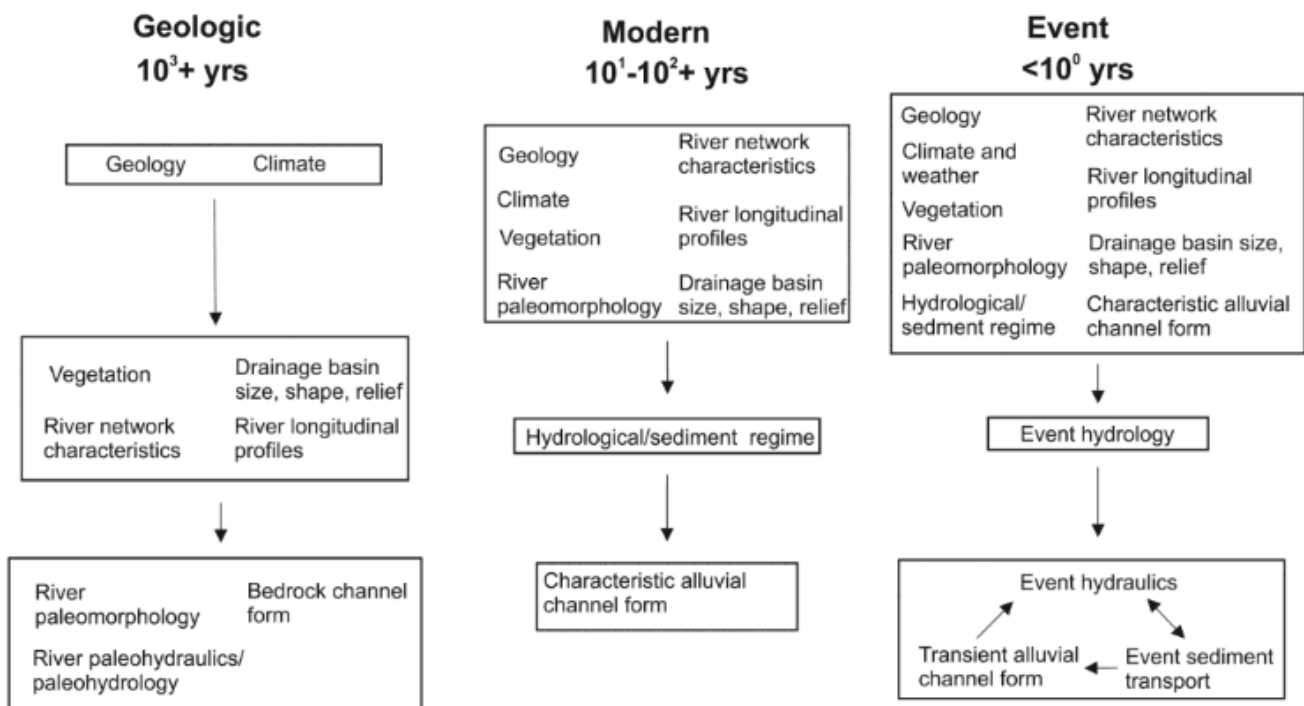 Geologic
10³+ yrs
Geology Climate
Vegetation
Drainage basin
size, shape, relief
River network
characteristics
River longitudinal
profiles
River
paleomorphology
Bedrock channel
form
River paleohydraulics/
paleohydrology
Modern
10¹-10²+ yrs
Geology
River network
characteristics
Climate
Vegetation
River longitudinal
profiles
River
paleomorphology
Drainage basin
size, shape, relief
Hydrological/sediment regime
Characteristic alluvial
channel form
Event
<10⁰ yrs
Geology
River network
characteristics
Climate and
weather
River longitudinal
profiles
Vegetation
River
paleomorphology
Drainage basin size,
shape, relief
Hydrological/
sedment regime
Characteristic alluvial
channel form
Event hydrology
Event hydraulics
Transient alluvial
channel form
Event sediment
transport